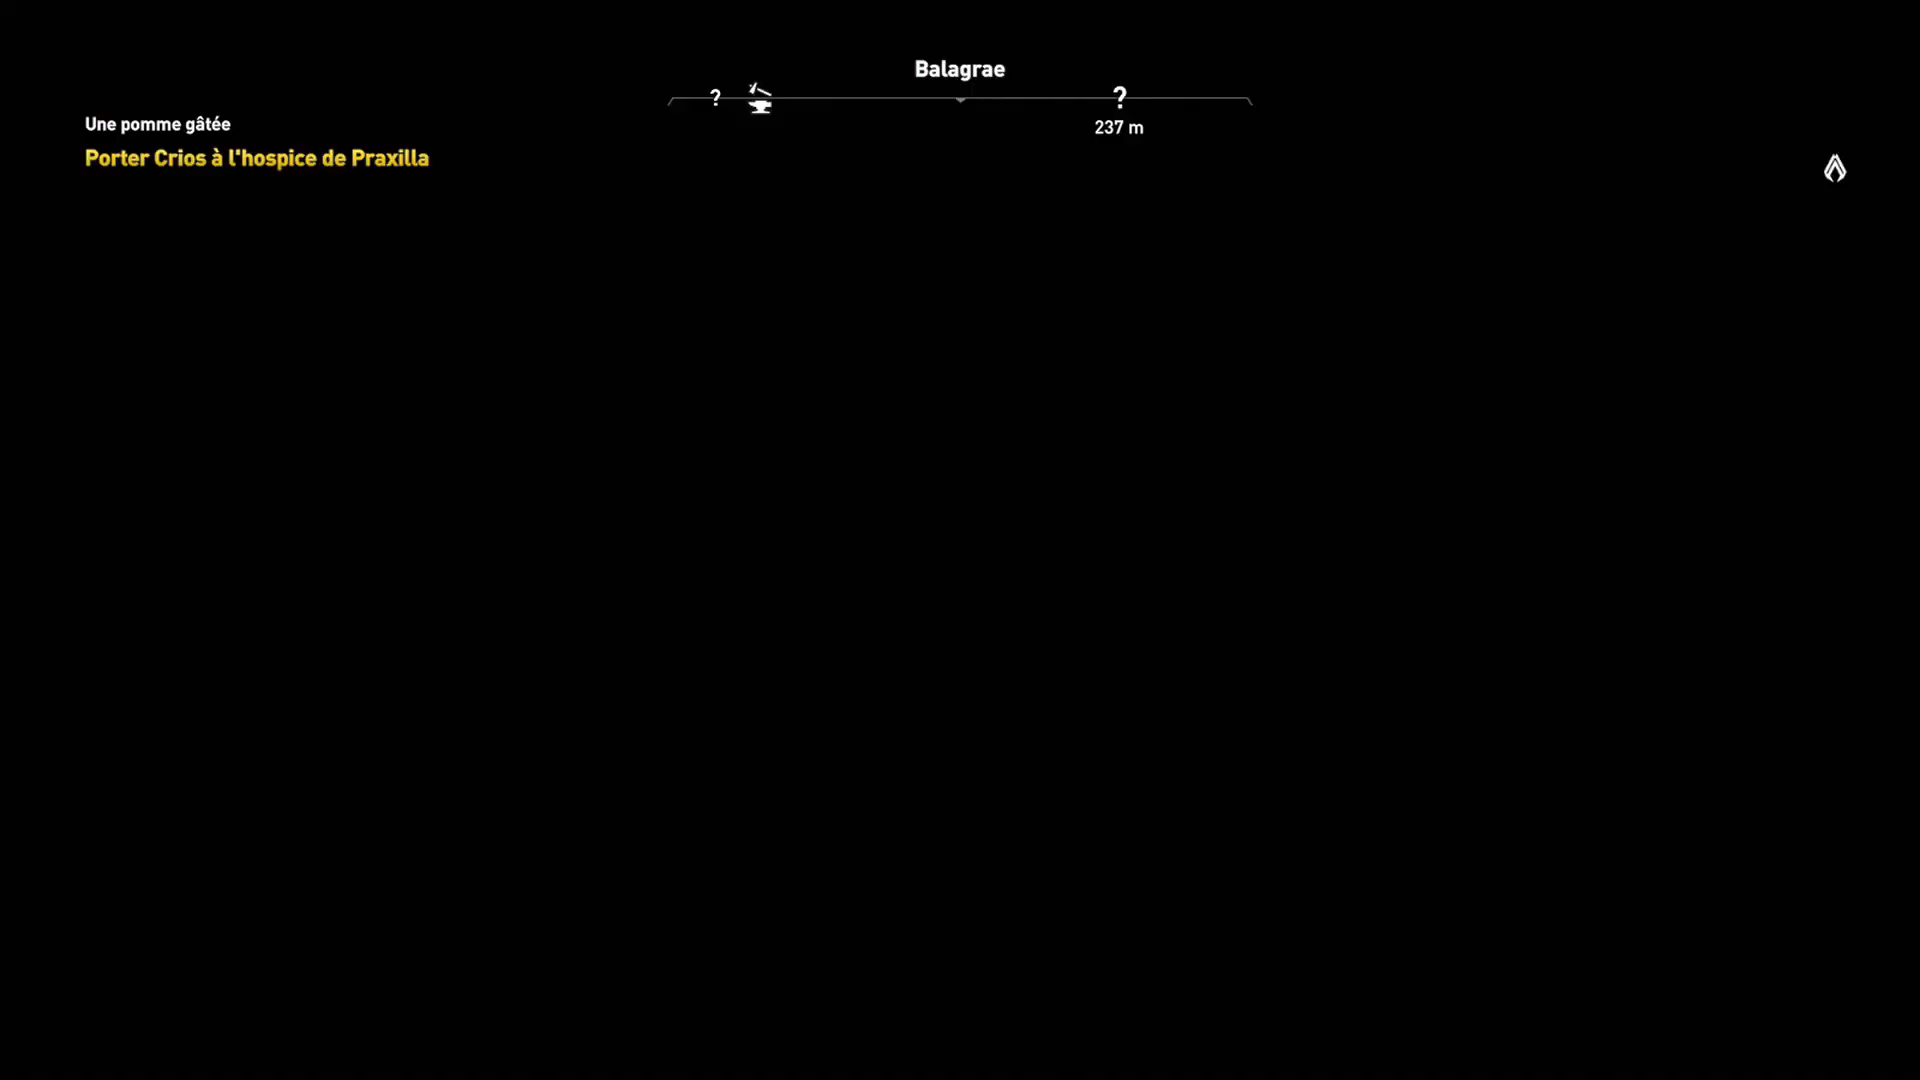 Balagrae
?
?
237 m
Une pomme gâtée
Porter Crios à l'hospice de Praxilla